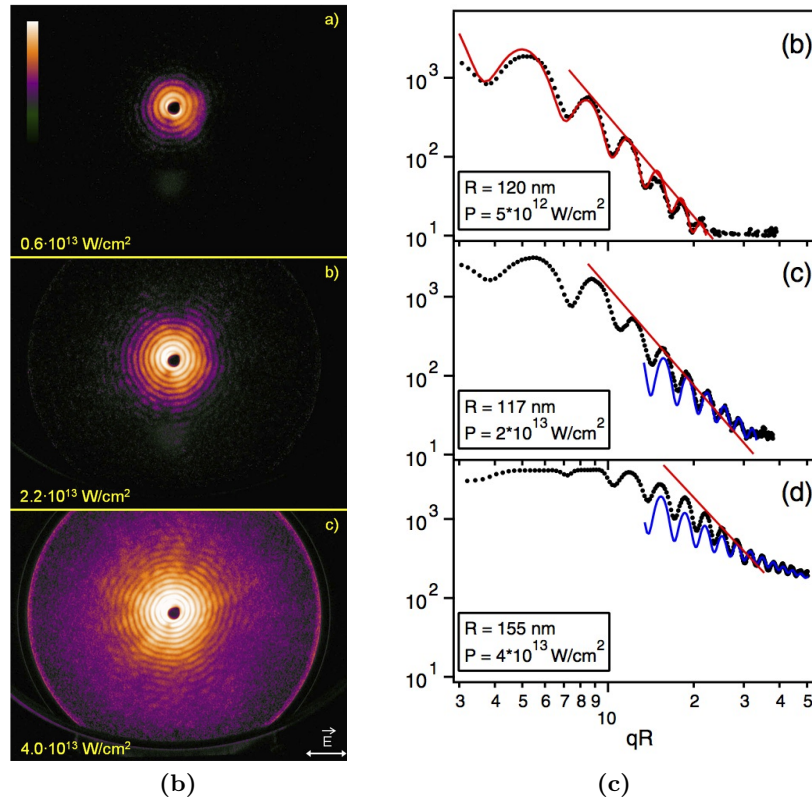 a)
0.6·10¹³ W/cm²
b)
2.2·10¹³ W/cm²
c)
4.0·10¹³ W/cm²
E
(b)
(b)
10³
10²
10¹
R = 120 nm
P = 5*10¹² W/cm²
(c)
10³
10²
10¹
R = 117 nm
P = 2*10¹³ W/cm²
(d)
10³
10²
10¹
R = 155 nm
P = 4*10¹³ W/cm²
3 4 5 6 7 8 9 2 3 4 5
10
qR
(c)